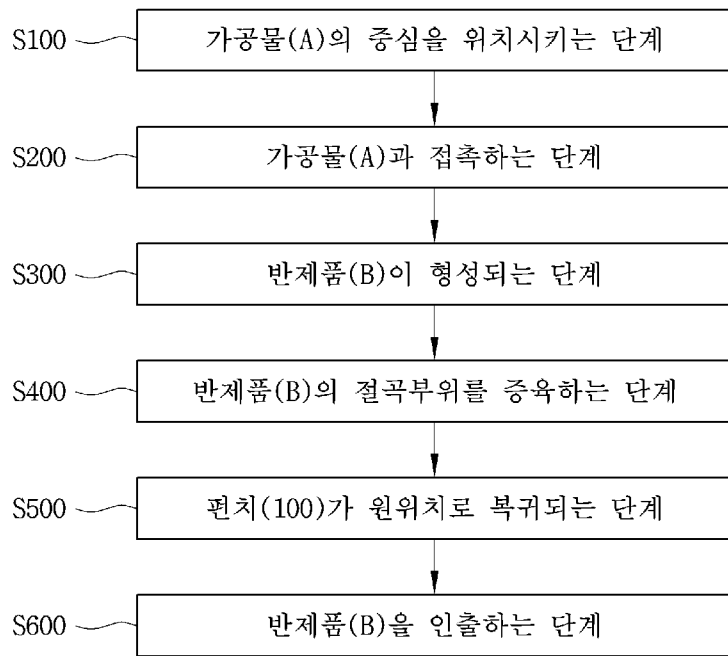 S100 가공물(A)의 중심을 위치시키는 단계
S200 가공물(A)과 접촉하는 단계
S300 반제품(B)이 형성되는 단계
S400 반제품(B)의 절곡부위를 증육하는 단계
S500 펀치(100)가 원위치로 복귀되는 단계
S600 반제품(B)을 인출하는 단계